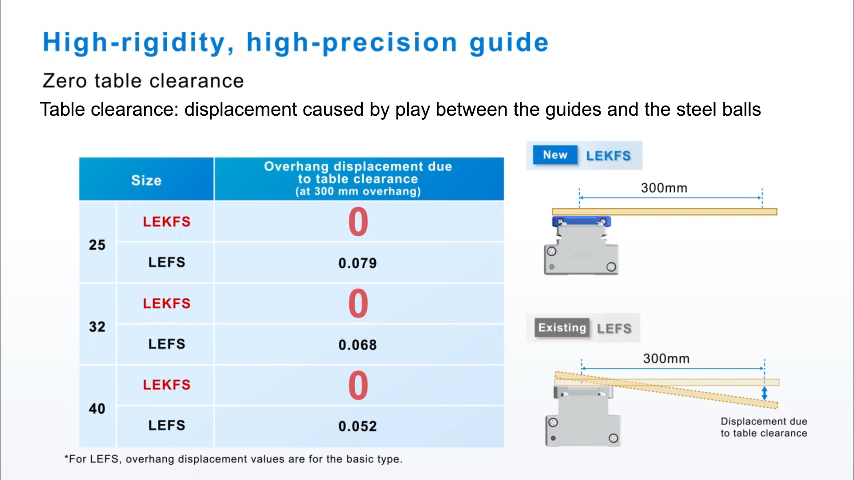 High-rigidity, high-precision guide
Zero table clearance
Table clearance: displacement caused by play between the guides and the steel balls
Size
Overhang displacement due
to table clearance
(at 300 mm overhang)
25
LEKFS
0
LEFS
0.079
32
LEKFS
0
LEFS
0.068
40
LEKFS
0
LEFS
0.052
*For LEFS, overhang displacement values are for the basic type.
New LEKFS
300mm
Existing LEFS
300mm
Displacement due
to table clearance